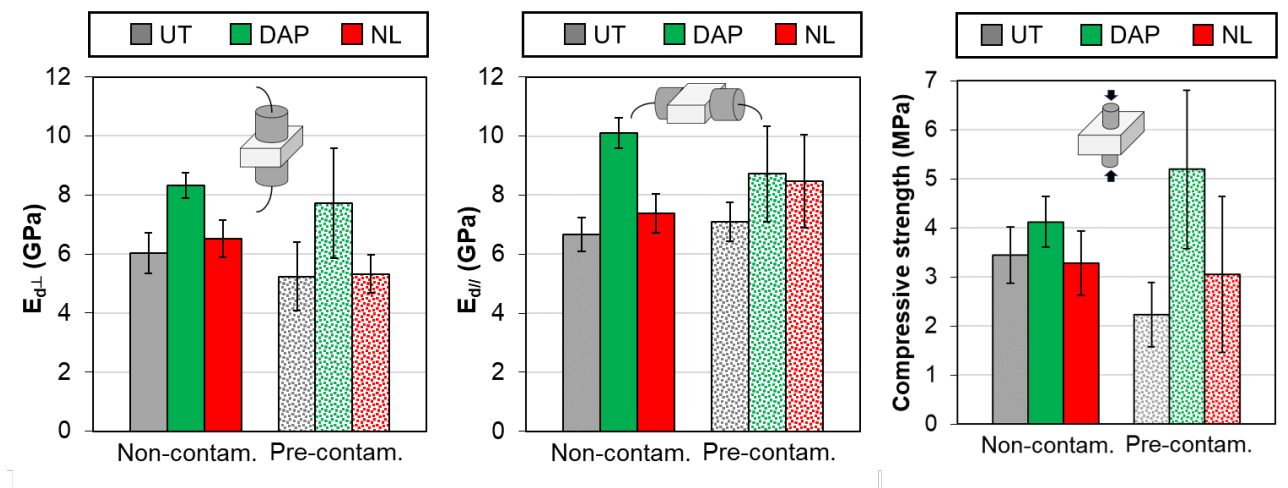 UT DAP NL
E_d⊥ (GPa)
12
10
8
6
4
2
0
Non-contam. Pre-contam.
UT DAP NL
E_d// (GPa)
12
10
8
6
4
2
0
Non-contam. Pre-contam.
UT DAP NL
Compressive strength (MPa)
7
6
5
4
3
2
1
0
Non-contam. Pre-contam.